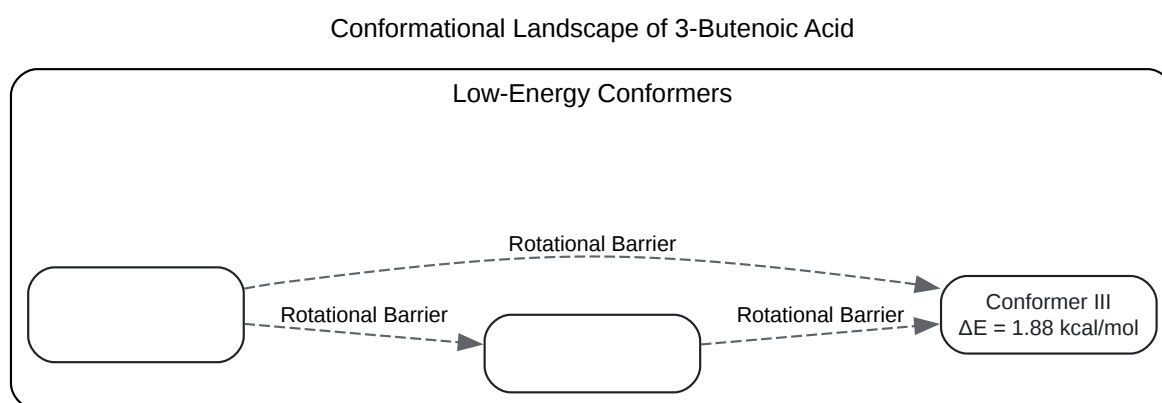 Conformational Landscape of 3-Butenoic Acid
Low-Energy Conformers
Rotational Barrier
Rotational Barrier
Rotational Barrier
Conformer III
ΔE = 1.88 kcal/mol